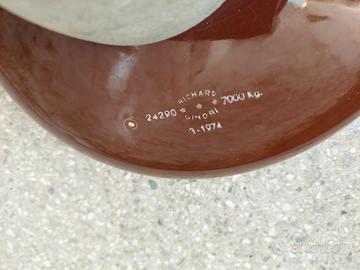 RICHARD
24290 ★ ★ ★ 7000 Kg.
GINORI
3-1974